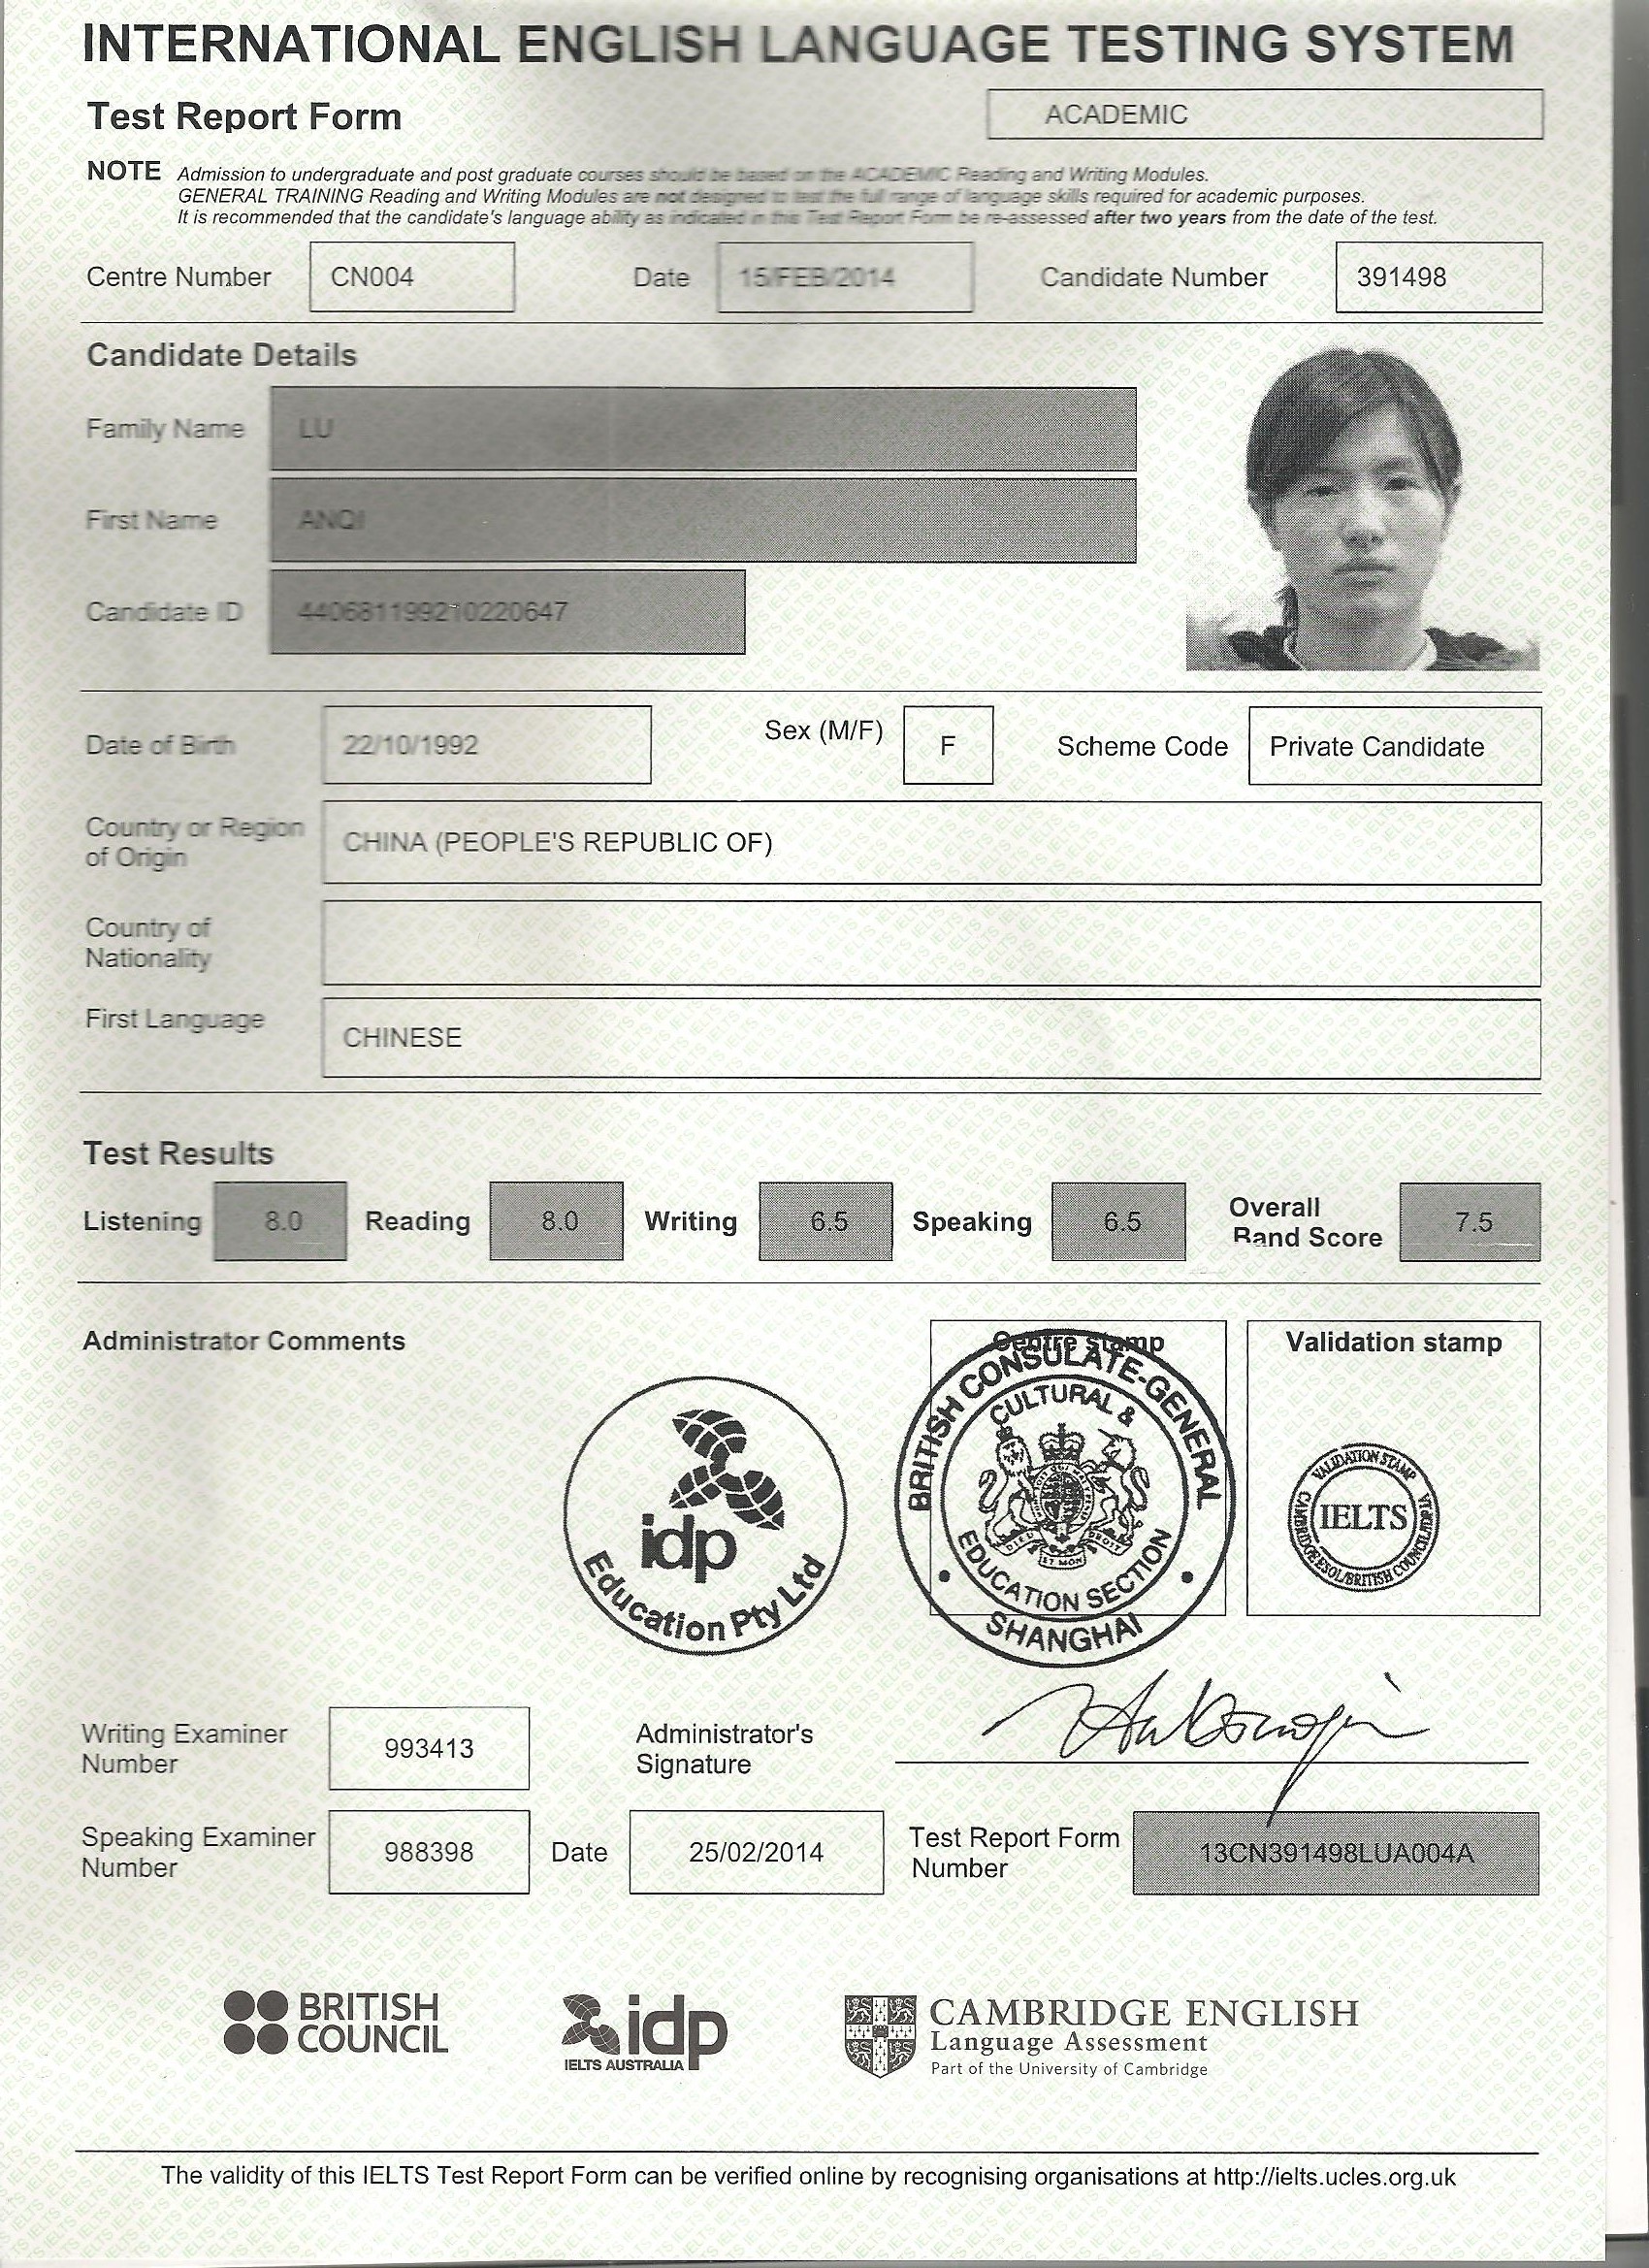 INTERNATIONAL ENGLISH LANGUAGE TESTING SYSTEM
Test Report Form
ACADEMIC
NOTE Admission to undergraduate and post graduate courses should be based on the ACADEMIC Reading and Writing Modules.
GENERAL TRAINING Reading and Writing Modules are not designed to test the full range of language skills required for academic purposes.
It is recommended that the candidate's language ability as indicated in this Test Report Form be re-assessed after two years from the date of the test.
Centre Number CN004 Date 15/FEB/2014 Candidate Number 391498
Candidate Details
Family Name LU
First Name ANQI
Candidate ID 440681199210220647
Date of Birth 22/10/1992 Sex (M/F) F Scheme Code Private Candidate
Country or Region
of Origin
CHINA (PEOPLE'S REPUBLIC OF)
Country of
Nationality
First Language
CHINESE
Test Results
Listening 8.0 Reading 8.0 Writing 6.5 Speaking 6.5 Overall
Band Score 7.5
Administrator Comments
Centre stamp
Validation stamp
idp
Education Pty Ltd
BRITISH CONSULATE-GENERAL
CULTURAL &
EDUCATION SECTION
SHANGHAI
VALIDATION STAMP
IELTS
CAMBRIDGE ESOL/BRITISH COUNCIL/IDP:IEA
Writing Examiner
Number
993413
Administrator's
Signature
Speaking Examiner
Number
988398
Date 25/02/2014
Test Report Form
Number
13CN391498LUA004A
BRITISH
COUNCIL
idp
IELTS AUSTRALIA
CAMBRIDGE ENGLISH
Language Assessment
Part of the University of Cambridge
The validity of this IELTS Test Report Form can be verified online by recognising organisations at http://ielts.ucles.org.uk